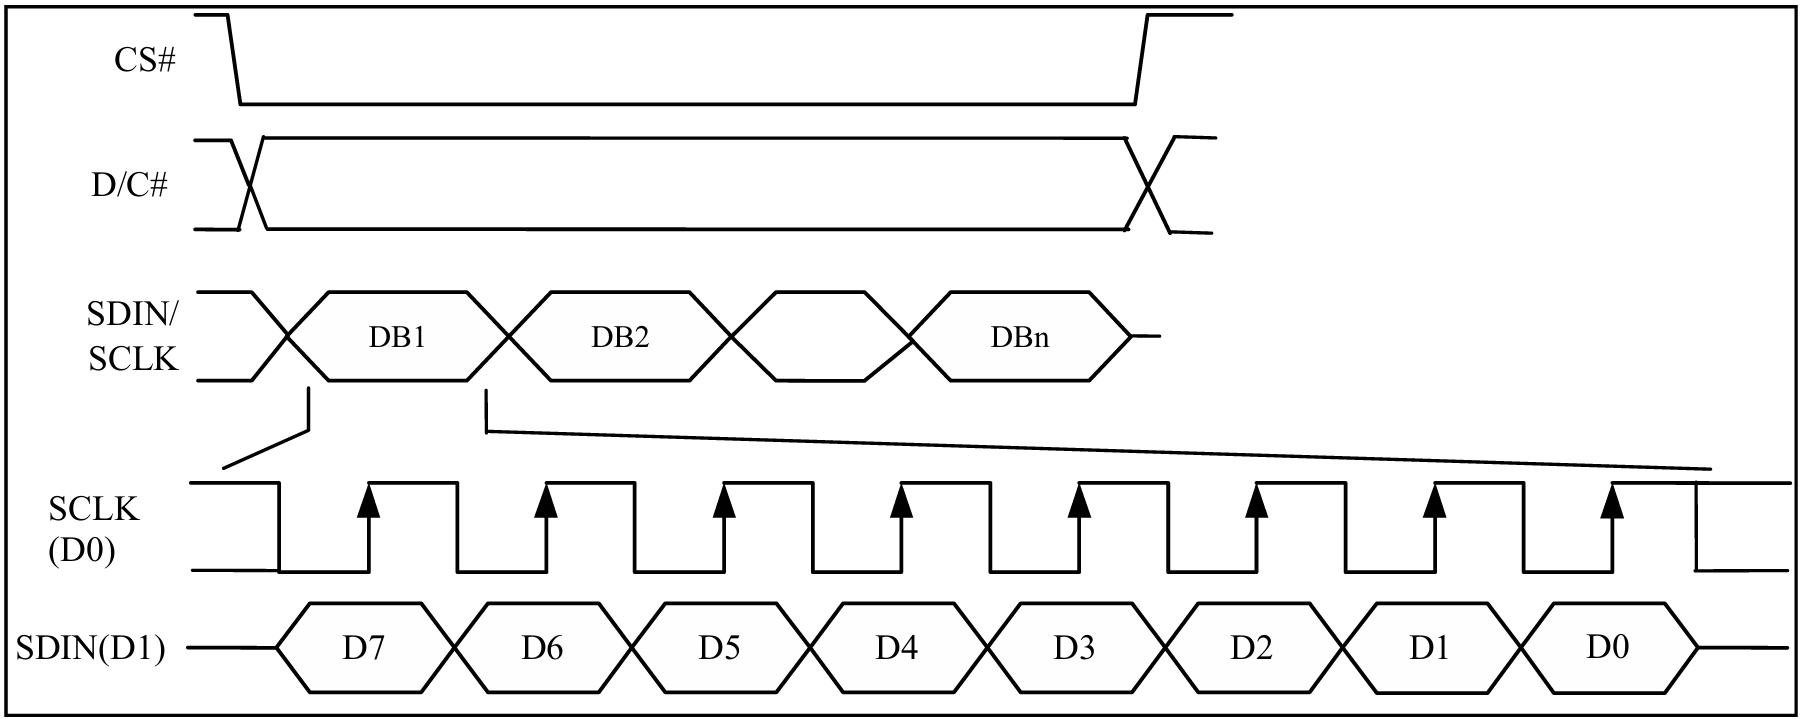 CS#
D/C#
SDIN/
SCLK
DB1 DB2 DBn
SCLK
(D0)
SDIN(D1) D7 D6 D5 D4 D3 D2 D1 D0